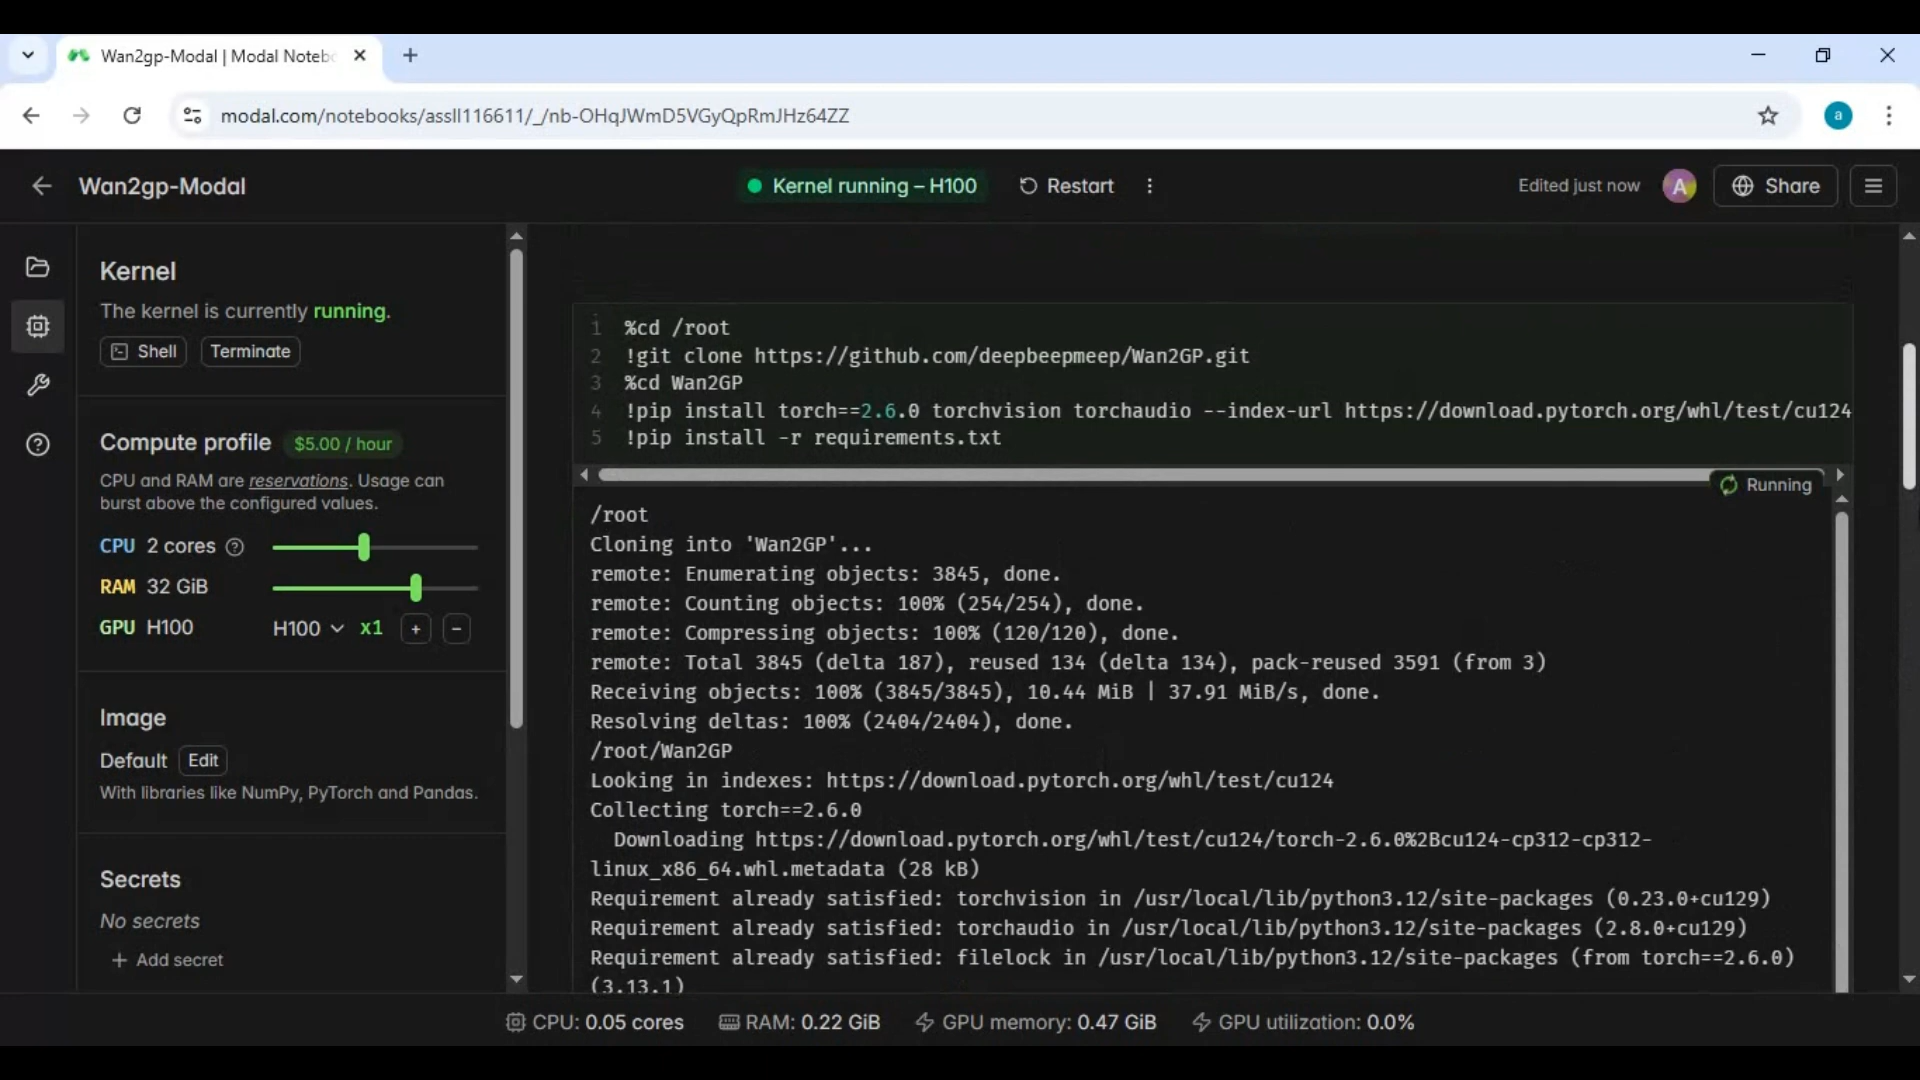 Wan2gp-Modal | Modal Notebo
modal.com/notebooks/assll116611/_/nb-OHqJWmD5VGyQpRmJHz64ZZ
a
Wan2gp-Modal
Kernel running – H100
Restart
Edited just now
A
Share
Kernel
The kernel is currently running.
Shell
Terminate
Compute profile $5.00 / hour
CPU and RAM are reservations. Usage can
burst above the configured values.
CPU 2 cores
RAM 32 GiB
GPU H100 H100 x1 + -
Image
Default Edit
With libraries like NumPy, PyTorch and Pandas.
Secrets
No secrets
+ Add secret
1 %cd /root
2 !git clone https://github.com/deepbeepmeep/Wan2GP.git
3 %cd Wan2GP
4 !pip install torch==2.6.0 torchvision torchaudio --index-url https://download.pytorch.org/whl/test/cu124
5 !pip install -r requirements.txt
Running
/root
Cloning into 'Wan2GP'...
remote: Enumerating objects: 3845, done.
remote: Counting objects: 100% (254/254), done.
remote: Compressing objects: 100% (120/120), done.
remote: Total 3845 (delta 187), reused 134 (delta 134), pack-reused 3591 (from 3)
Receiving objects: 100% (3845/3845), 10.44 MiB | 37.91 MiB/s, done.
Resolving deltas: 100% (2404/2404), done.
/root/Wan2GP
Looking in indexes: https://download.pytorch.org/whl/test/cu124
Collecting torch==2.6.0
Downloading https://download.pytorch.org/whl/test/cu124/torch-2.6.0%2Bcu124-cp312-cp312-
linux_x86_64.whl.metadata (28 kB)
Requirement already satisfied: torchvision in /usr/local/lib/python3.12/site-packages (0.23.0+cu129)
Requirement already satisfied: torchaudio in /usr/local/lib/python3.12/site-packages (2.8.0+cu129)
Requirement already satisfied: filelock in /usr/local/lib/python3.12/site-packages (from torch==2.6.0)
(3.13.1)
CPU: 0.05 cores
RAM: 0.22 GiB
GPU memory: 0.47 GiB
GPU utilization: 0.0%